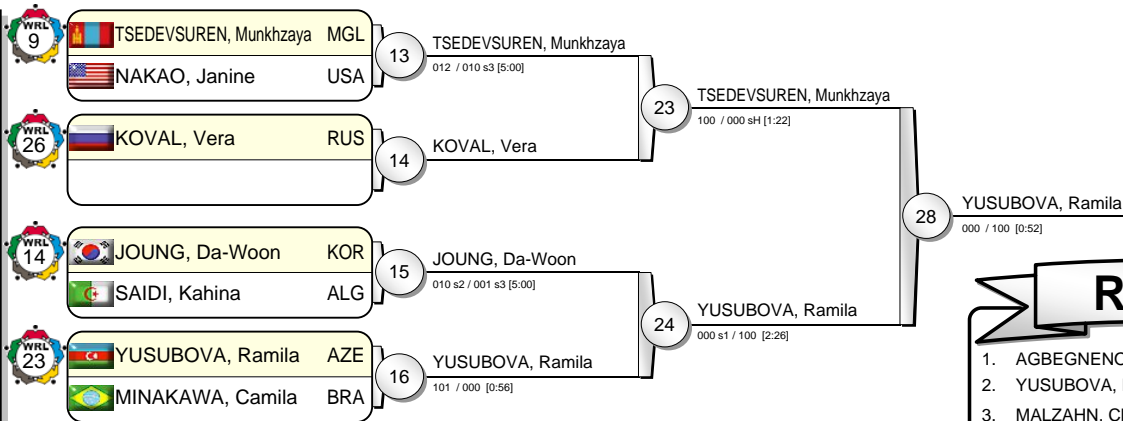 WRL
9
TSEDEVSUREN, Munkhzaya MGL
NAKAO, Janine USA
13
TSEDEVSUREN, Munkhzaya
012 / 010 s3 [5:00]
WRL
26
KOVAL, Vera RUS
14
KOVAL, Vera
23
TSEDEVSUREN, Munkhzaya
100 / 000 sH [1:22]
WRL
14
JOUNG, Da-Woon KOR
SAIDI, Kahina ALG
15
JOUNG, Da-Woon
010 s2 / 001 s3 [5:00]
WRL
23
YUSUBOVA, Ramila AZE
MINAKAWA, Camila BRA
16
YUSUBOVA, Ramila
101 / 000 [0:56]
24
YUSUBOVA, Ramila
000 s1 / 100 [2:26]
28
YUSUBOVA, Ramila
000 / 100 [0:52]
R
1. AGBEGNENO
2. YUSUBOVA,
3. MALZAHN,